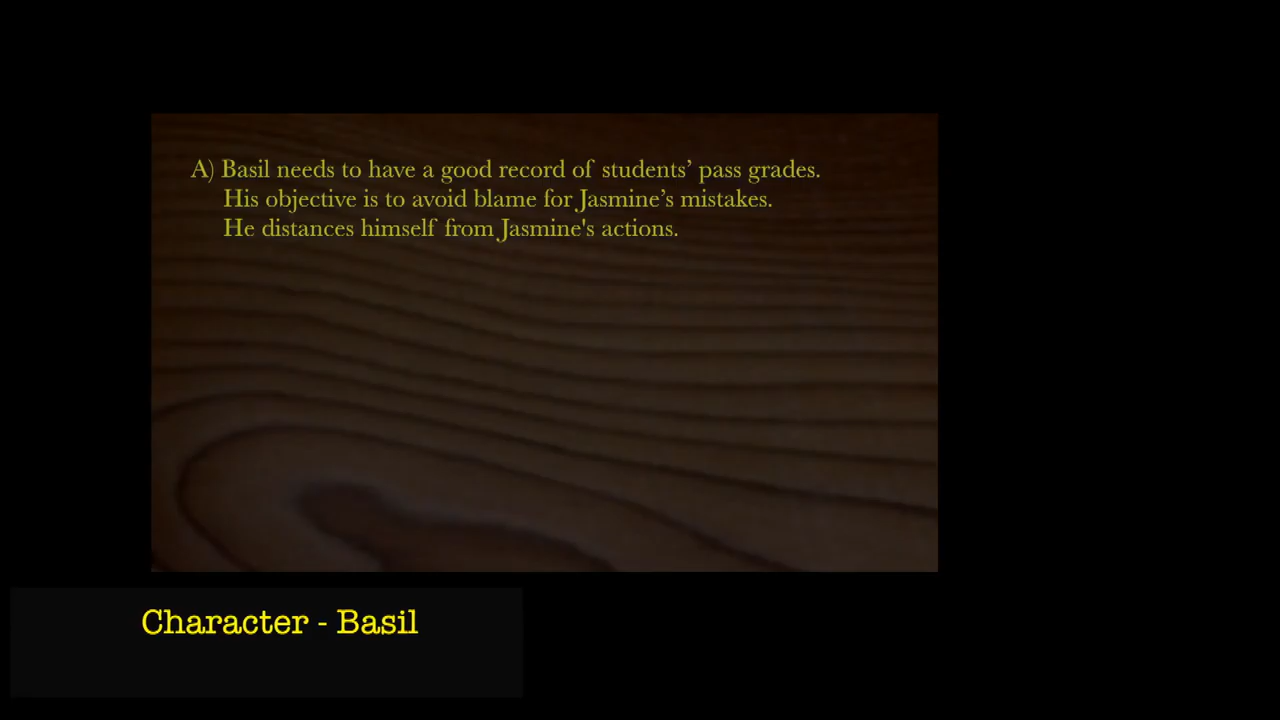 A) Basil needs to have a good record of students’ pass grades.
His objective is to avoid blame for Jasmine’s mistakes.
He distances himself from Jasmine's actions.
Character - Basil